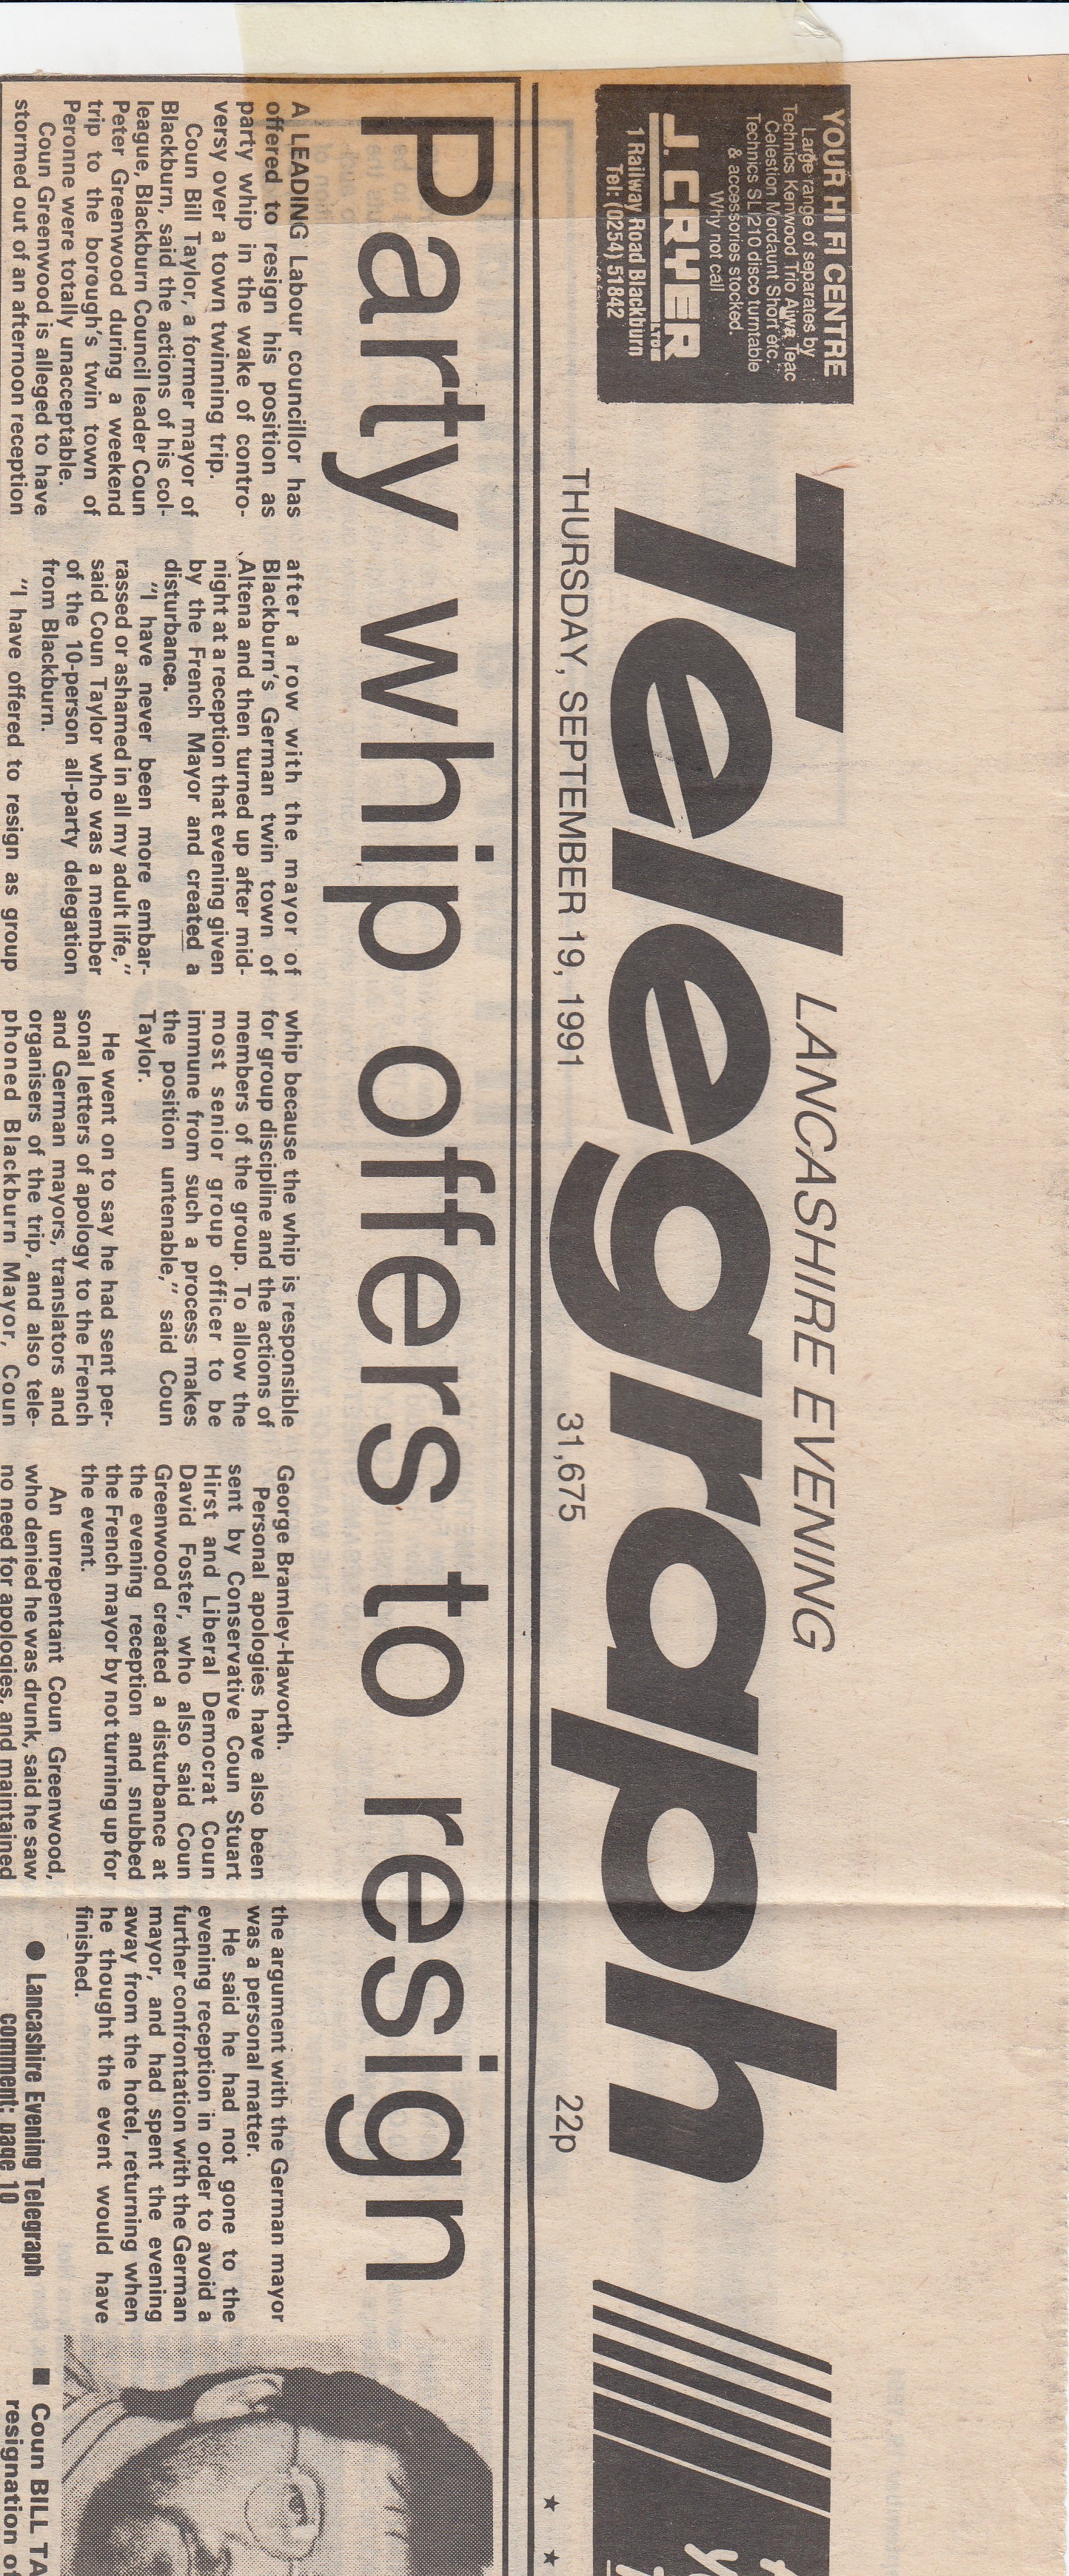 YOUR HI FI CENTRE
Large range of separates by
Technics Kenwood Trio Aiwa Teac
Celestion Mordaunt Short etc.
Technics SL1210 disco turntable
& accessories stocked.
Why not call
J. CRYER LTD
1 Railway Road Blackburn
Tel: (0254) 51842
LANCASHIRE EVENING
Telegraph
THURSDAY, SEPTEMBER 19, 1991
31,675
22p
Party whip offers to resign
A LEADING Labour councillor has
offered to resign his position as
party whip in the wake of contro-
versy over a town twinning trip.
Coun Bill Taylor, a former mayor of
Blackburn, said the actions of his col-
league, Blackburn Council leader Coun
Peter Greenwood during a weekend
trip to the borough's twin town of
Peronne were totally unacceptable.
Coun Greenwood is alleged to have
stormed out of an afternoon reception
after a row with the mayor of
Blackburn's German twin town of
Altena and then turned up after mid-
night at a reception that evening given
by the French Mayor and created a
disturbance.
"I have never been more embar-
rassed or ashamed in all my adult life,"
said Coun Taylor who was a member
of the 10-person all-party delegation
from Blackburn.
"I have offered to resign as group
whip because the whip is responsible
for group discipline and the actions of
members of the group. To allow the
most senior group officer to be
immune from such a process makes
the position untenable," said Coun
Taylor.
He went on to say he had sent per-
sonal letters of apology to the French
and German mayors, translators and
organisers of the trip, and also tele-
phoned Blackburn Mayor, Coun
George Bramley-Haworth.
Personal apologies have also been
sent by Conservative Coun Stuart
Hirst and Liberal Democrat Coun
David Foster, who also said Coun
Greenwood created a disturbance at
the evening reception and snubbed
the French mayor by not turning up for
the event.
An unrepentant Coun Greenwood,
who denied he was drunk, said he saw
no need for apologies, and maintained
the argument with the German mayor
was a personal matter.
He said he had not gone to the
evening reception in order to avoid a
further confrontation with the German
mayor, and had spent the evening
away from the hotel, returning when
he thought the event would have
finished.
● Lancashire Evening Telegraph
comment: page 10
■ Coun BILL TA
resignation of